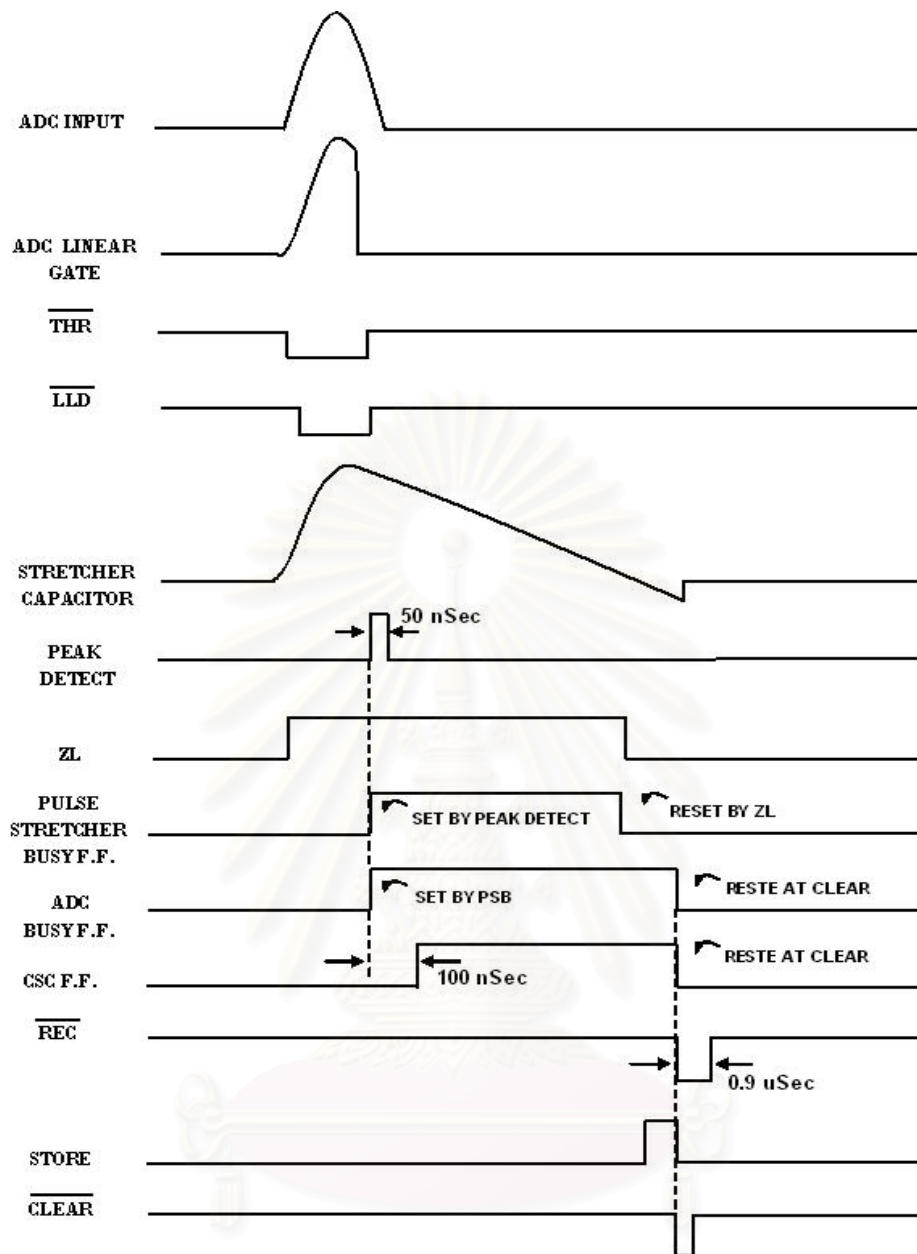 ADC INPUT
ADC LINEAR
GATE
THR
LLD
STRETCHER
CAPACITOR
50 nSec
PEAK
DETECT
ZL
PULSE
STRETCHER
BUSY F.F.
SET BY PEAK DETECT
RESET BY ZL
ADC
BUSY F.F.
SET BY PSB
RESTE AT CLEAR
CSC F.F.
100 nSec
RESTE AT CLEAR
REC
0.9 uSec
STORE
CLEAR